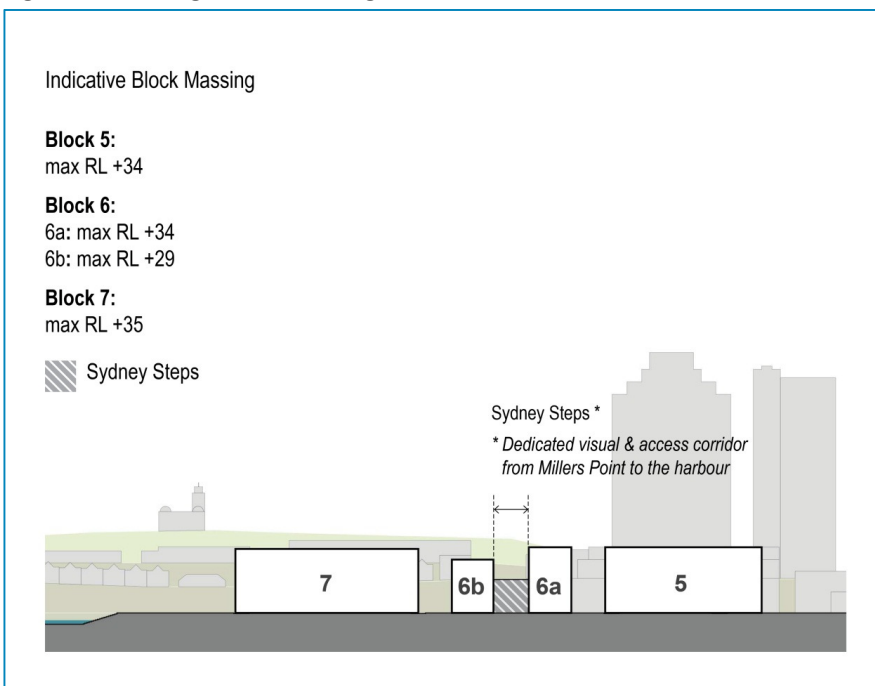 Indicative Block Massing
Block 5:
max RL +34
Block 6:
6a: max RL +34
6b: max RL +29
Block 7:
max RL +35
Sydney Steps
Sydney Steps *
* Dedicated visual & access corridor
from Millers Point to the harbour
7
6b
6a
5